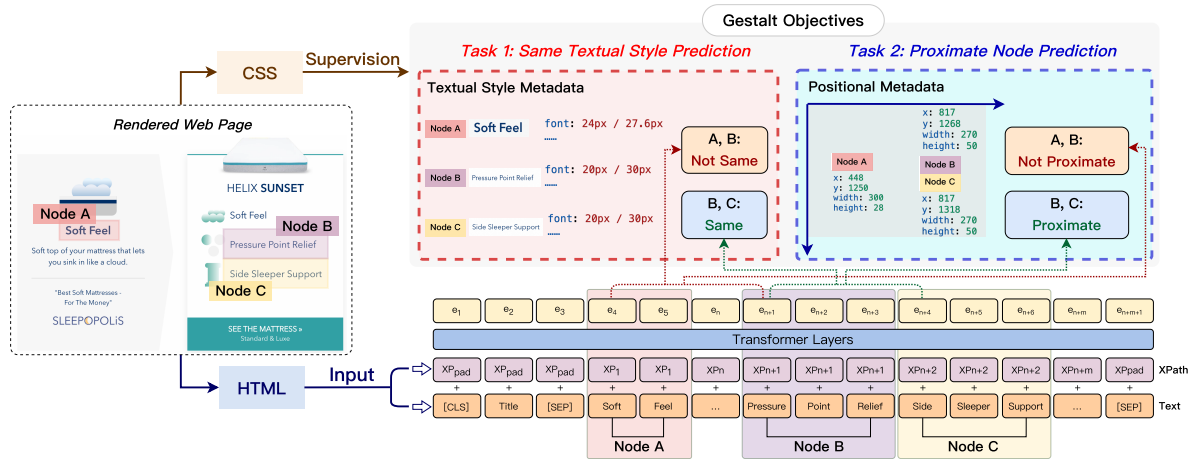 Gestalt Objectives
CSS
Supervision
Task 1: Same Textual Style Prediction
Task 2: Proximate Node Prediction
Rendered Web Page
Node A
Soft Feel
Soft top of your mattress that lets
you sink in like a cloud.
"Best Soft Mattresses -
For The Money"
SLEEPOPOLiS
HELIX SUNSET
Soft Feel
Node B
Pressure Point Relief
Side Sleeper Support
Node C
SEE THE MATTRESS »
Standard & Luxe
Textual Style Metadata
Node A
Soft Feel
font: 24px / 27.6px
......
Node B
Pressure Point Relief
font: 20px / 30px
......
Node C
Side Sleeper Support
font: 20px / 30px
......
A, B:
Not Same
B, C:
Same
Positional Metadata
Node A
x: 448
y: 1250
width: 300
height: 28
x: 817
y: 1268
width: 270
height: 50
Node B
Node C
x: 817
y: 1318
width: 270
height: 50
A, B:
Not Proximate
B, C:
Proximate
e1 e2 e3 e4 e5 en en+1 en+2 en+3 en+4 en+5 en+6 en+m en+m+1
Transformer Layers
HTML
Input
XPpad XPpad XPpad XP1 XP1 XPn XPn+1 XPn+1 XPn+1 XPn+2 XPn+2 XPn+2 XPn+m XPpad XPath
+ + + + + + + + + + + + + +
[CLS] Title [SEP] Soft Feel ... Pressure Point Relief Side Sleeper Support ... [SEP] Text
Node A Node B Node C